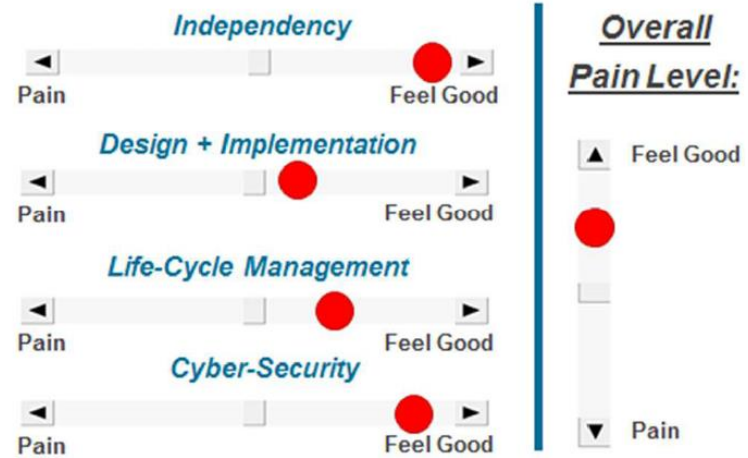 Independency
Pain Feel Good
Design + Implementation
Pain Feel Good
Life-Cycle Management
Pain Feel Good
Cyber-Security
Pain Feel Good
Overall
Pain Level:
Feel Good
Pain